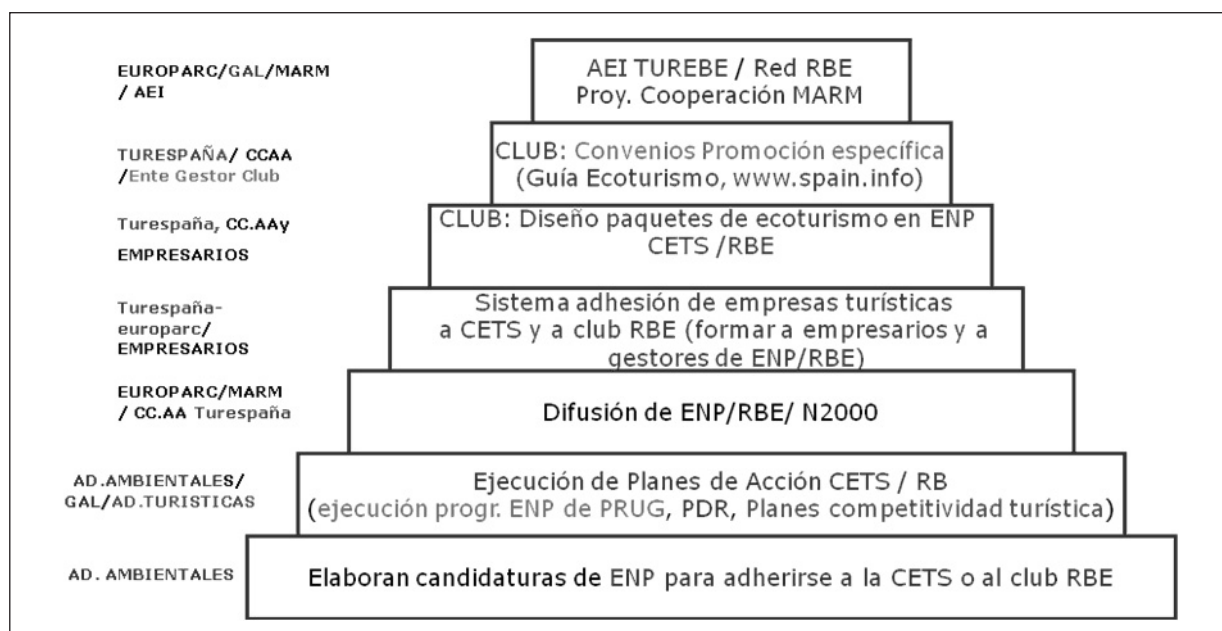 EUROPARC/GAL/MARM
/ AEI
AEI TUREBE / Red RBE
Proy. Cooperación MARM
TURESPAÑA/ CCAA
/Ente Gestor Club
CLUB: Convenios Promoción específica
(Guía Ecoturismo, www.spain.info)
Turespaña, CC.AAy
EMPRESARIOS
CLUB: Diseño paquetes de ecoturismo en ENP
CETS /RBE
Turespaña-
europarc/
EMPRESARIOS
Sistema adhesión de empresas turísticas
a CETS y a club RBE (formar a empresarios y a
gestores de ENP/RBE)
EUROPARC/MARM
/ CC.AA Turespaña
Difusión de ENP/RBE/ N2000
AD.AMBIENTALES/
GAL/AD.TURISTICAS
Ejecución de Planes de Acción CETS / RB
(ejecución progr. ENP de PRUG, PDR, Planes competitividad turística)
AD. AMBIENTALES
Elaboran candidaturas de ENP para adherirse a la CETS o al club RBE